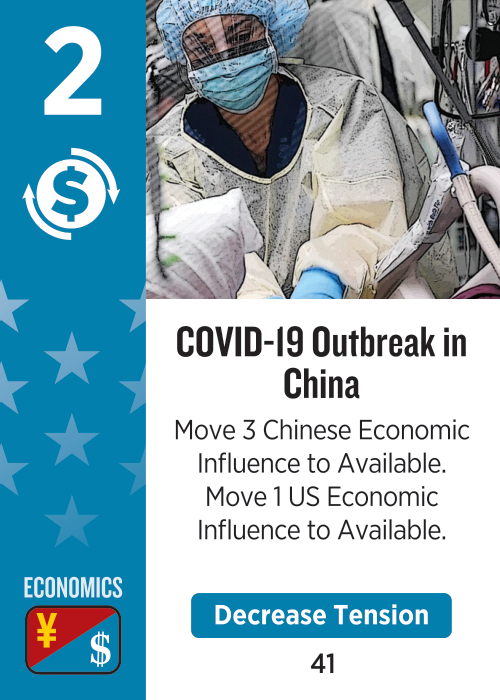 2
$
COVID-19 Outbreak in
China
Move 3 Chinese Economic
Influence to Available.
Move 1 US Economic
Influence to Available.
ECONOMICS
¥
$
Decrease Tension
41